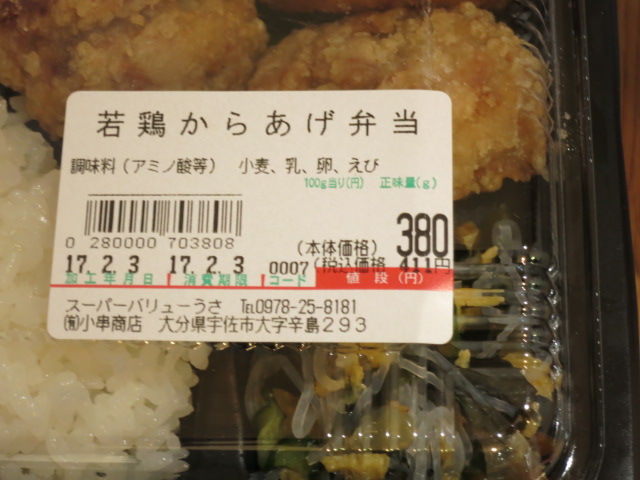 若鶏からあげ弁当
調味料（アミノ酸等） 小麦、乳、卵、えび
100g当り(円) 正味量(g)
0 280000 703808
(本体価格) 380
17.2.3 17.2.3 0007 (税込価格 411円
加工年月日 消費期限 コード 値段(円)
スーパーバリューうさ ℡0978-25-8181
㈲小串商店 大分県宇佐市大字辛島293